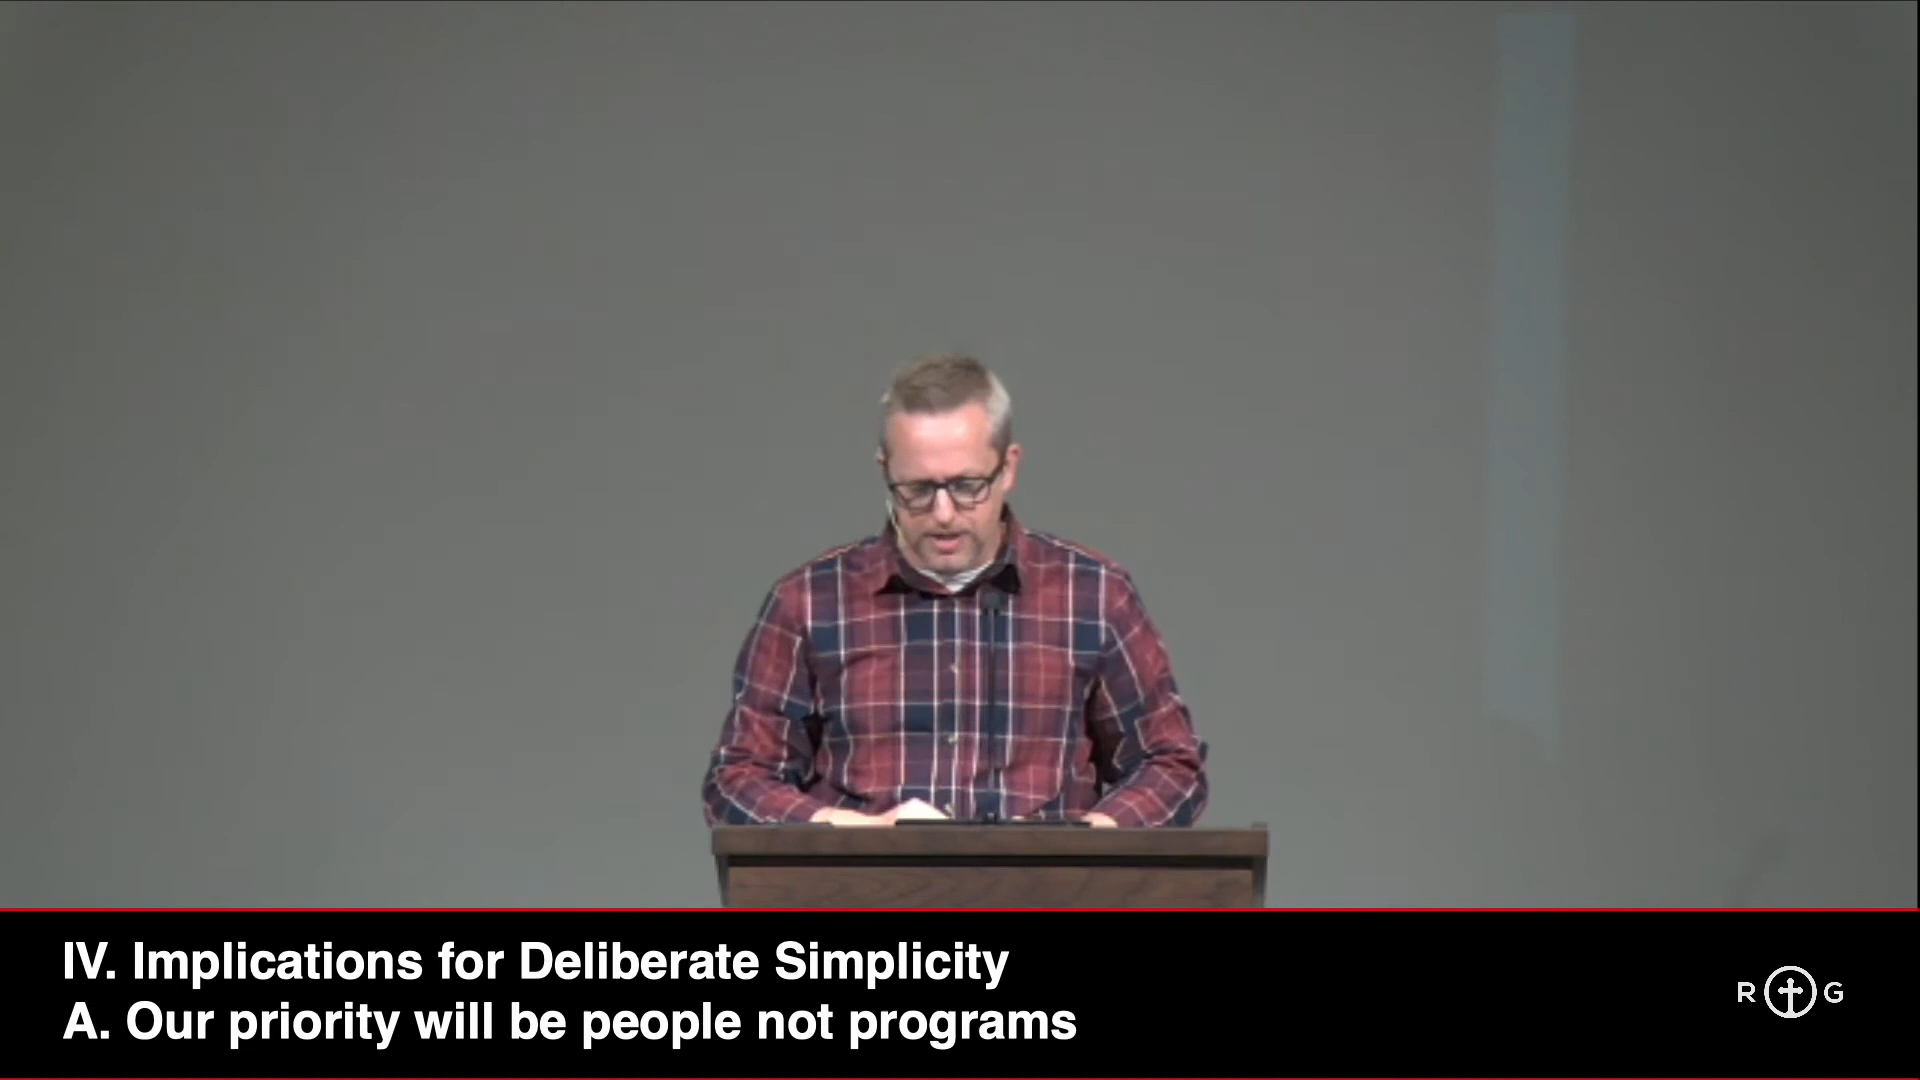 IV. Implications for Deliberate Simplicity
A. Our priority will be people not programs
R G